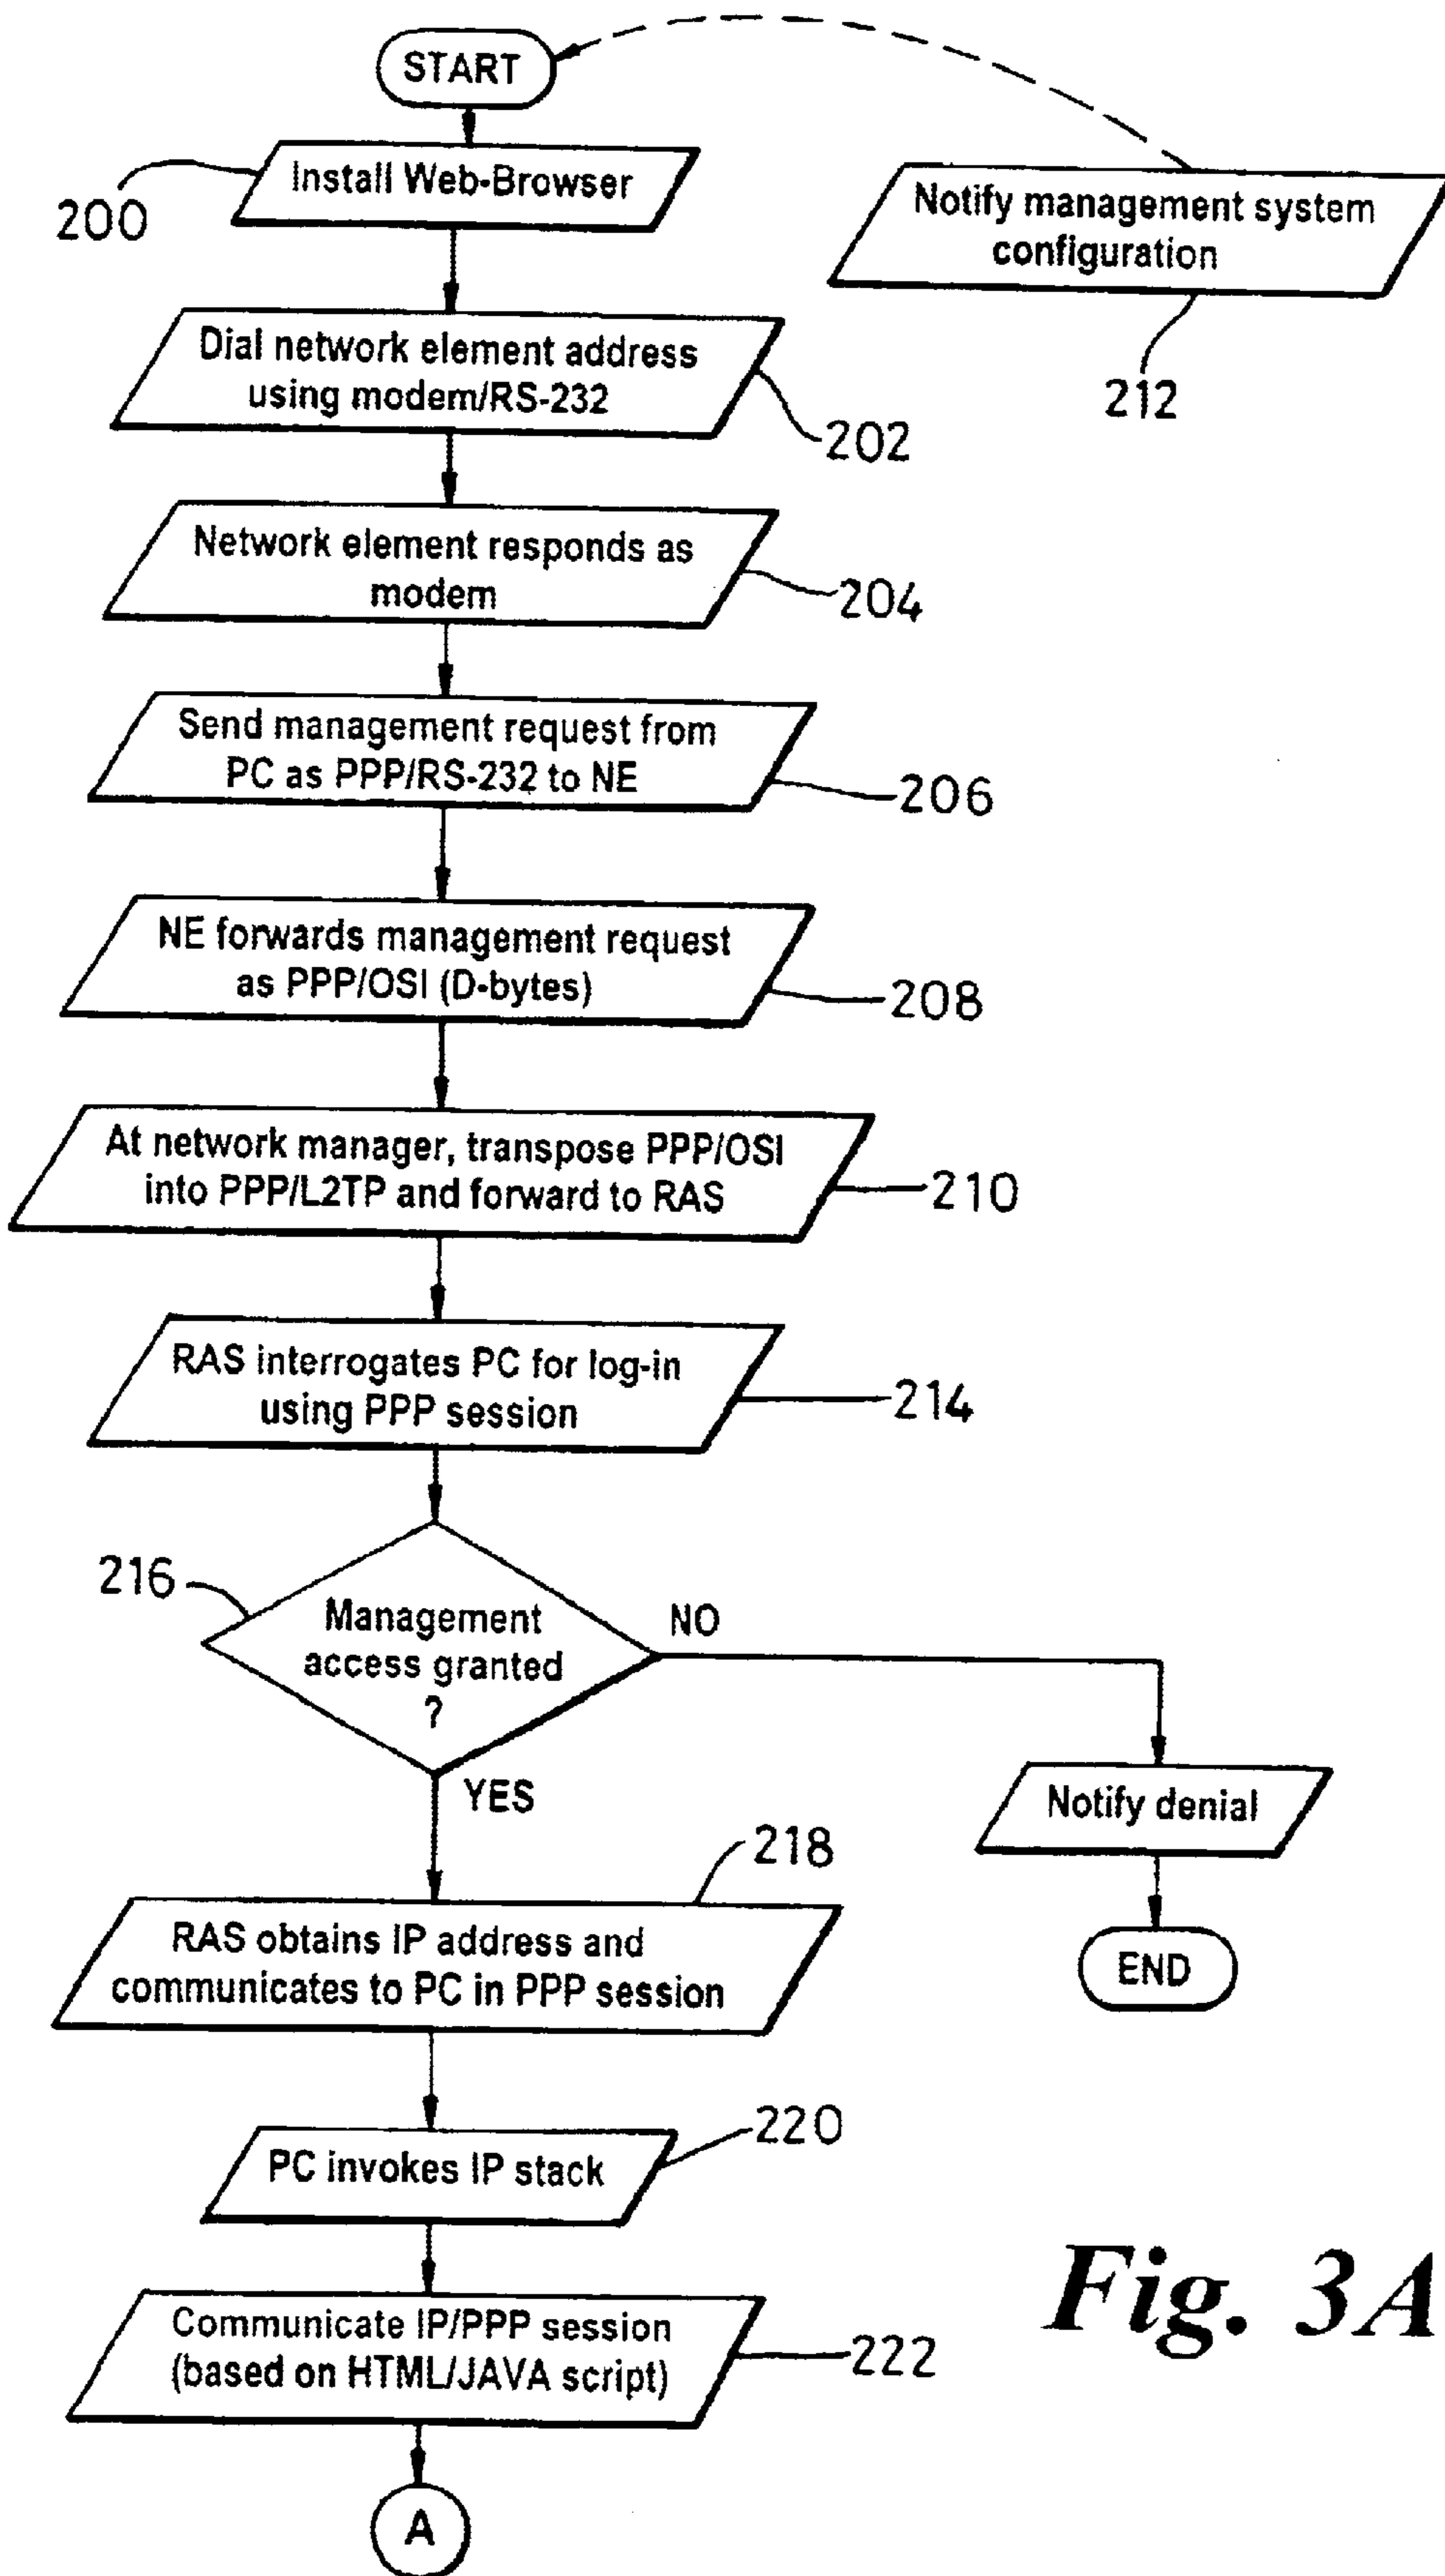 START
Install Web-Browser
200
Notify management system
configuration
212
Dial network element address
using modem/RS-232
202
Network element responds as
modem
204
Send management request from
PC as PPP/RS-232 to NE
206
NE forwards management request
as PPP/OSI (D-bytes)
208
At network manager, transpose PPP/OSI
into PPP/L2TP and forward to RAS
210
RAS interrogates PC for log-in
using PPP session
214
216
Management
access granted
?
NO
YES
Notify denial
END
218
RAS obtains IP address and
communicates to PC in PPP session
220
PC invokes IP stack
Communicate IP/PPP session
(based on HTML/JAVA script)
222
A
Fig. 3A